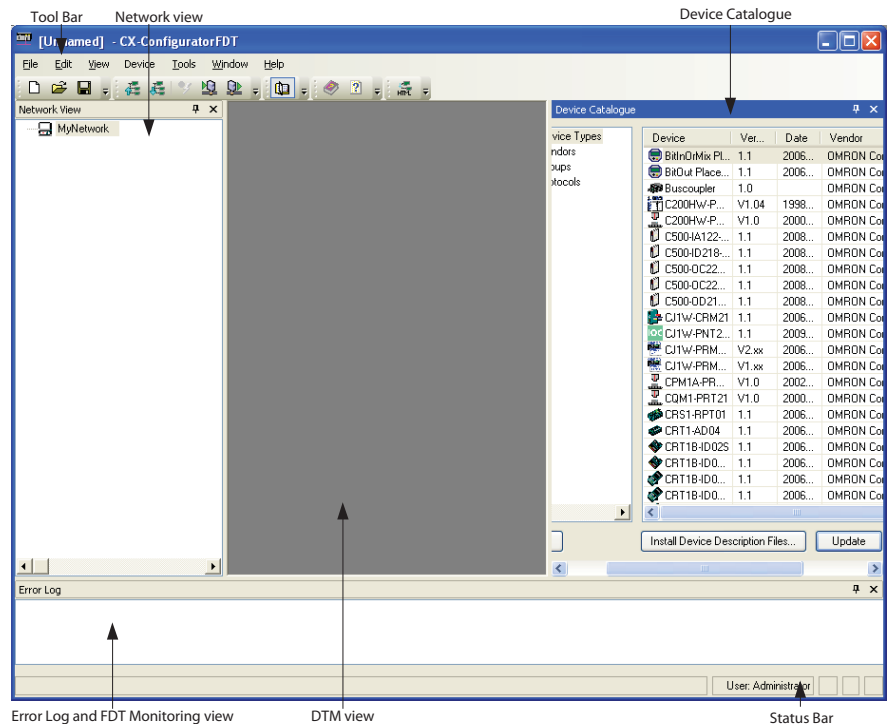 Tool Bar Network view Device Catalogue
[Unnamed] - CX-ConfiguratorFDT
File Edit View Device Tools Window Help
Network View
MyNetwork
Device Catalogue
vice Types
ndors
oups
otocols
Device Ver... Date Vendor
BitInOrMix Pl... 1.1 2006... OMRON Co
BitOut Place... 1.1 2006... OMRON Co
Buscoupler 1.0 OMRON Co
C200HW-P... V1.04 1998... OMRON Co
C200HW-P... V1.0 2000... OMRON Co
C500-IA122-... 1.1 2008... OMRON Co
C500-ID218-... 1.1 2008... OMRON Co
C500-OC22... 1.1 2008... OMRON Co
C500-OC22... 1.1 2008... OMRON Co
C500-OD21... 1.1 2008... OMRON Co
CJ1W-CRM21 1.1 2006... OMRON Co
CJ1W-PNT2... 1.1 2009... OMRON Co
CJ1W-PRM... V2.xx 2006... OMRON Co
CJ1W-PRM... V1.xx 2006... OMRON Co
CPM1A-PR... V1.0 2002... OMRON Co
CQM1-PRT21 V1.0 2000... OMRON Co
CRS1-RPT01 1.1 2006... OMRON Co
CRT1-AD04 1.1 2006... OMRON Co
CRT1B-ID02S 1.1 2006... OMRON Co
CRT1B-ID0... 1.1 2006... OMRON Co
CRT1B-ID0... 1.1 2006... OMRON Co
CRT1B-ID0... 1.1 2006... OMRON Co
Install Device Description Files... Update
Error Log
User: Administrator
Error Log and FDT Monitoring view DTM view Status Bar